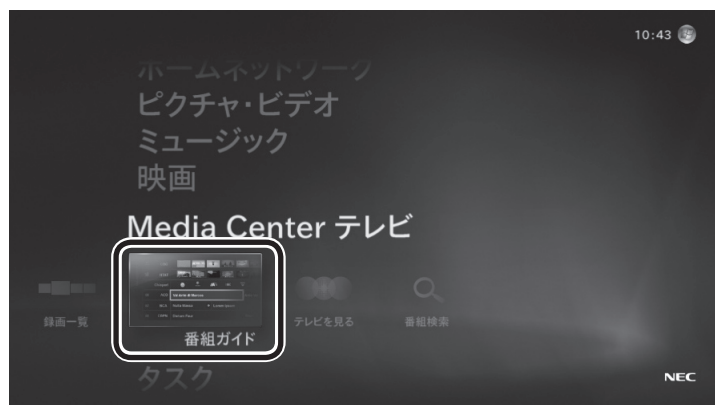 10:43
ホームネットワーク
ピクチャ・ビデオ
ミュージック
映画
Media Center テレビ
録画一覧
番組ガイド
テレビを見る
番組検索
タスク
NEC